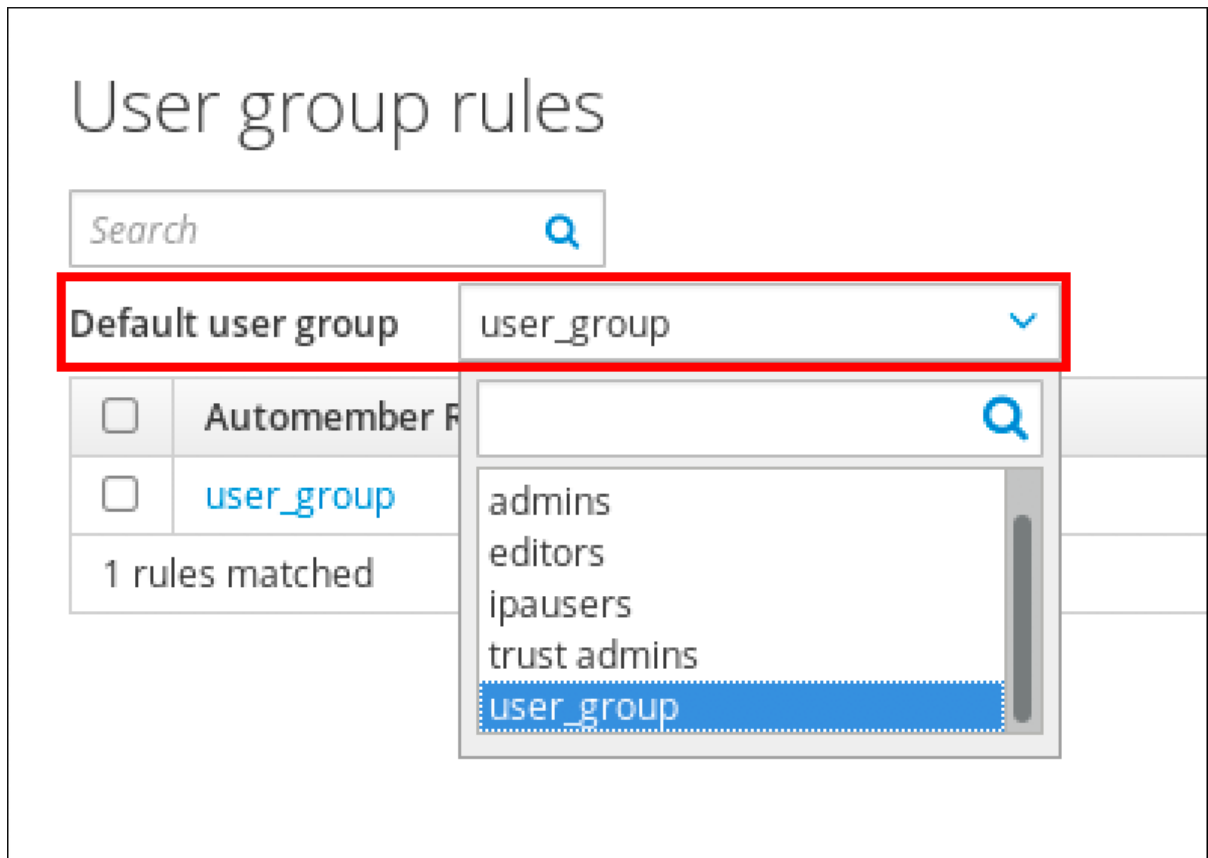 User group rules
Search
Default user group user_group
Automember R
user_group
1 rules matched
admins
editors
ipausers
trust admins
user_group